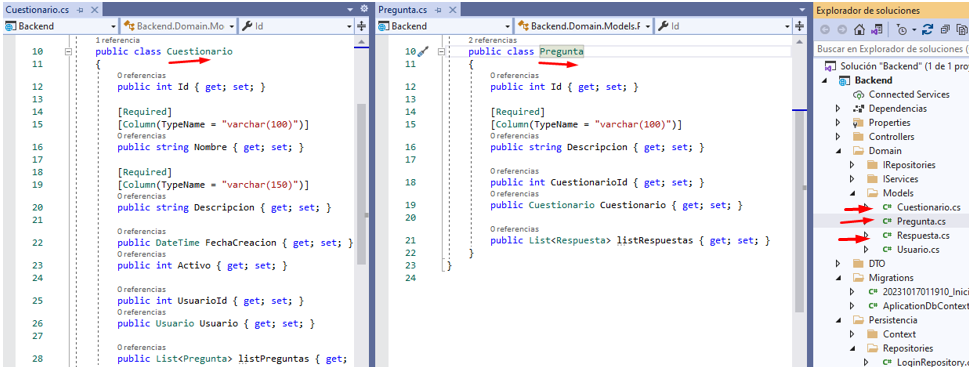 Cuestionario.cs
Backend
Backend.Domain.Mo
Id
1 referencia
10 public class Cuestionario
11 {
0 referencias
12 public int Id { get; set; }
13
14 [Required]
15 [Column(TypeName = "varchar(100)")]
0 referencias
16 public string Nombre { get; set; }
17
18 [Required]
19 [Column(TypeName = "varchar(150)")]
0 referencias
20 public string Descripcion { get; set; }
21
0 referencias
22 public DateTime FechaCreacion { get; set; }
0 referencias
23 public int Activo { get; set; }
24
0 referencias
25 public int UsuarioId { get; set; }
0 referencias
26 public Usuario Usuario { get; set; }
27
0 referencias
28 public List<Pregunta> listPreguntas { get;
Pregunta.cs
Backend
Backend.Domain.Models.P
Id
2 referencias
10 public class Pregunta
11 {
0 referencias
12 public int Id { get; set; }
13
14 [Required]
15 [Column(TypeName = "varchar(100)")]
0 referencias
16 public string Descripcion { get; set; }
17
0 referencias
18 public int CuestionarioId { get; set; }
0 referencias
19 public Cuestionario Cuestionario { get; set; }
20
0 referencias
21 public List<Respuesta> listRespuestas { get; set; }
22 }
23 }
24
Explorador de soluciones
Buscar en Explorador de soluciones (
Solución "Backend" (1 de 1 pro
Backend
Connected Services
Dependencias
Properties
Controllers
Domain
IRepositories
IServices
Models
Cuestionario.cs
Pregunta.cs
Respuesta.cs
Usuario.cs
DTO
Migrations
20231017011910_Inici
AplicationDbContext
Persistencia
Context
Repositories
LoginRepository.c